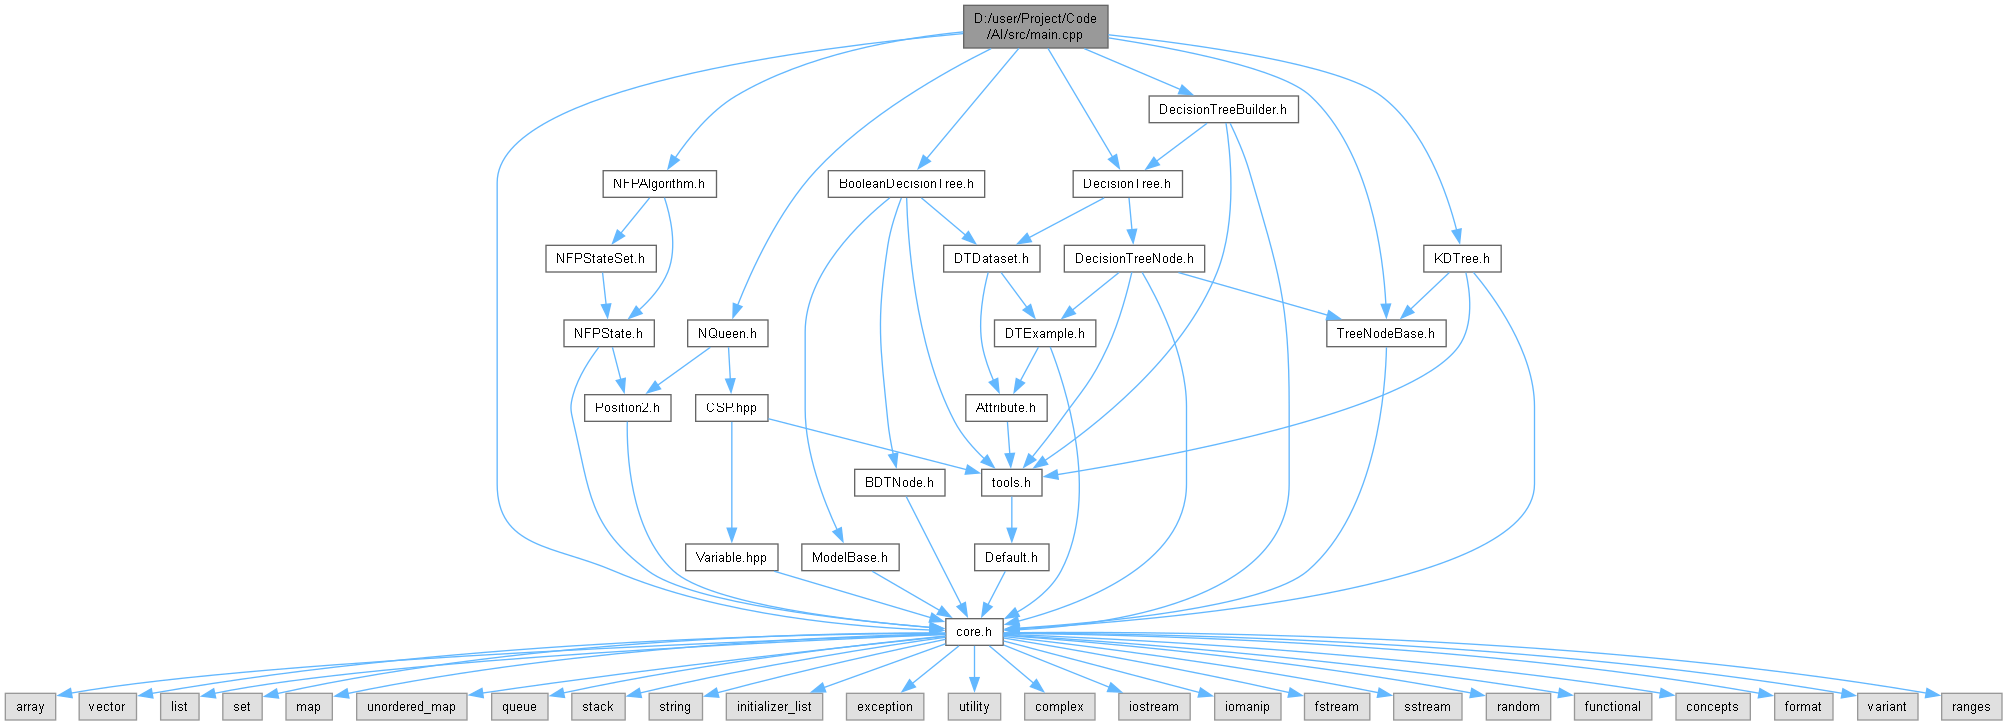 D:/user/Project/Code
/AI/src/main.cpp
DecisionTreeBuilder.h
NFPAlgorithm.h
BooleanDecisionTree.h
DecisionTree.h
NFPStateSet.h
DTDataset.h
DecisionTreeNode.h
KDTree.h
NFPState.h
NQueen.h
DTExample.h
TreeNodeBase.h
Position2.h
CSP.hpp
Attribute.h
BDTNode.h
tools.h
Variable.hpp
ModelBase.h
Default.h
core.h
array
vector
list
set
map
unordered_map
queue
stack
string
initializer_list
exception
utility
complex
iostream
iomanip
fstream
sstream
random
functional
concepts
format
variant
ranges